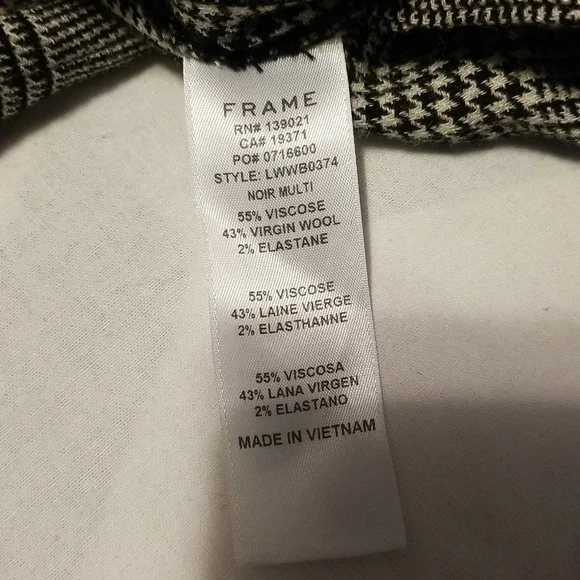 FRAME
RN# 139021
CA# 19371
PO# 0716600
STYLE: LWWB0374
NOIR MULTI
55% VISCOSE
43% VIRGIN WOOL
2% ELASTANE
55% VISCOSE
43% LAINE VIERGE
2% ELASTHANNE
55% VISCOSA
43% LANA VIRGEN
2% ELASTANO
MADE IN VIETNAM